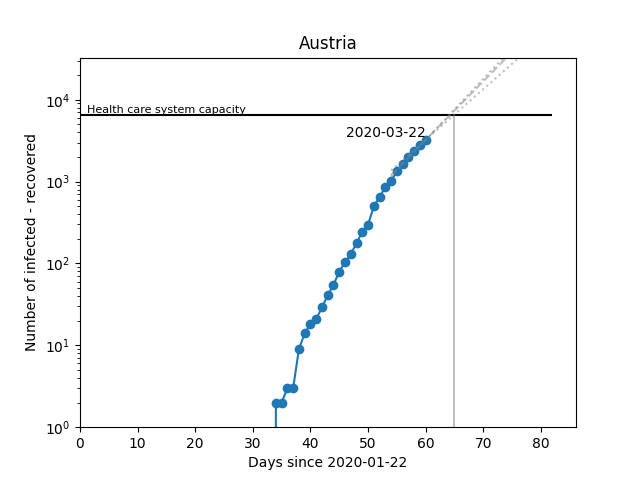 Austria
Number of infected - recovered
10^4
10^3
10^2
10^1
10^0
Health care system capacity
2020-03-22
0 10 20 30 40 50 60 70 80
Days since 2020-01-22